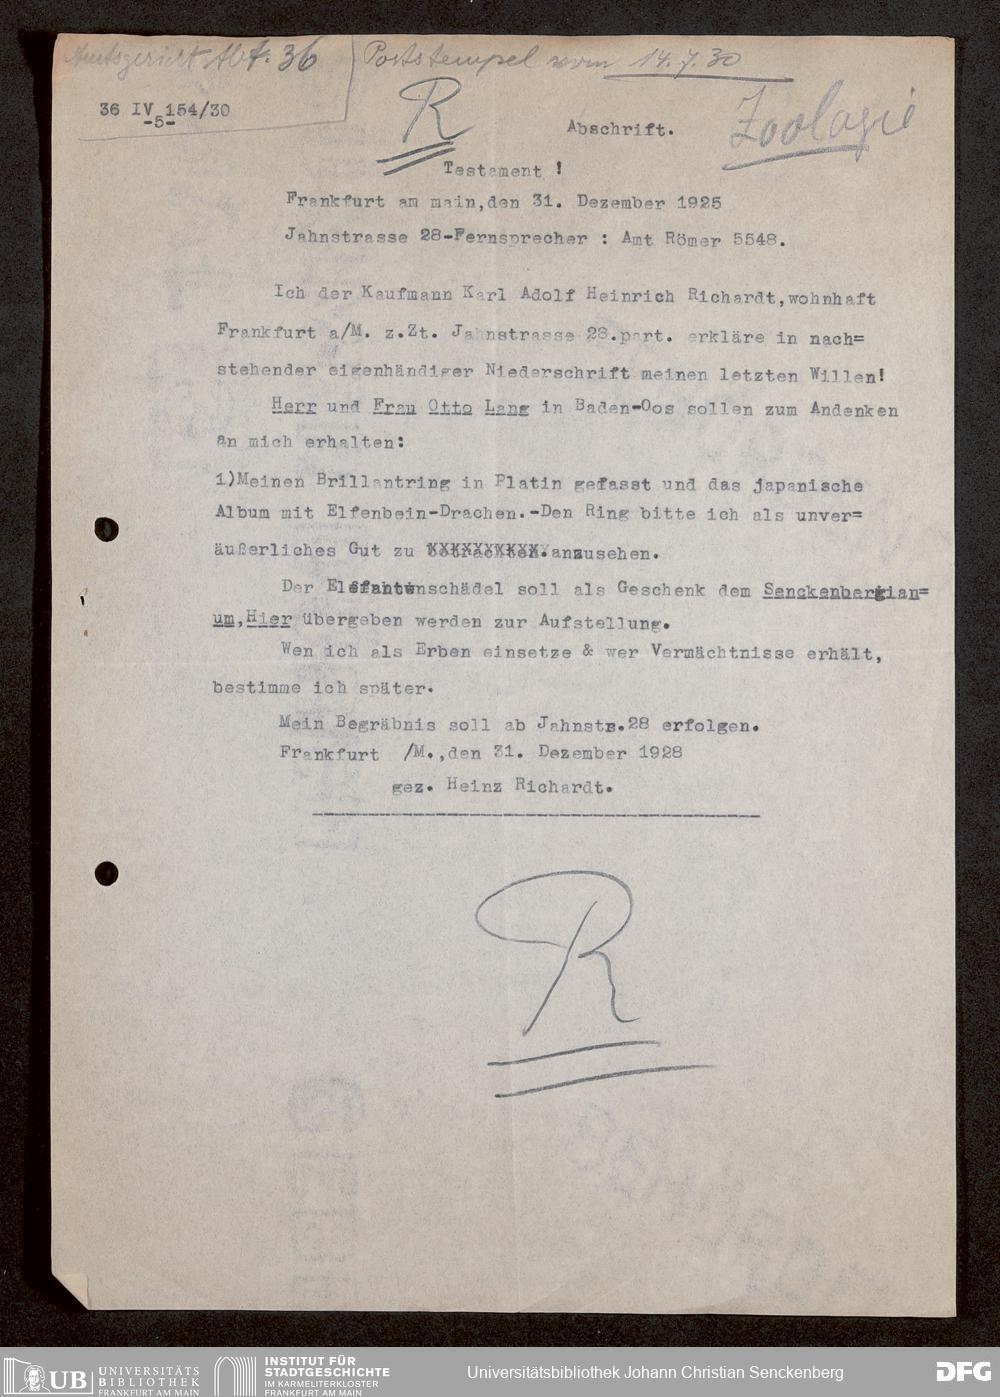 Amtsgericht Abt. 36
Poststempel vom 14.7.30
36 IV 154/30
-5-
R
Abschrift.
Zoologie
Testament !
Frankfurt am main,den 31. Dezember 1925
Jahnstrasse 28-Fernsprecher : Amt Römer 5548.
Ich der Kaufmann Karl Adolf Heinrich Richardt,wohnhaft
Frankfurt a/M. z.Zt. Jahnstrasse 28.part. erkläre in nach=
stehender eigenhändiger Niederschrift meinen letzten Willen!
Herr und Frau Otto Lang in Baden-Oos sollen zum Andenken
an mich erhalten:
1)Meinen Brillantring in Platin gefasst und das japanische
Album mit Elfenbein-Drachen.-Den Ring bitte ich als unver=
äußerliches Gut zu anzusehen.
Der Elefantenschädel soll als Geschenk dem Senckenbergian=
um,Hier übergeben werden zur Aufstellung.
Wen ich als Erben einsetze & wer Vermächtnisse erhält,
bestimme ich später.
Mein Begräbnis soll ab Jahnstr.28 erfolgen.
Frankfurt /M.,den 31. Dezember 1928
gez. Heinz Richardt.
R
UB UNIVERSITÄTS
BIBLIOTHEK
FRANKFURT AM MAIN
INSTITUT FÜR
STADTGESCHICHTE
IM KARMELITERKLOSTER
FRANKFURT AM MAIN
Universitätsbibliothek Johann Christian Senckenberg
DFG